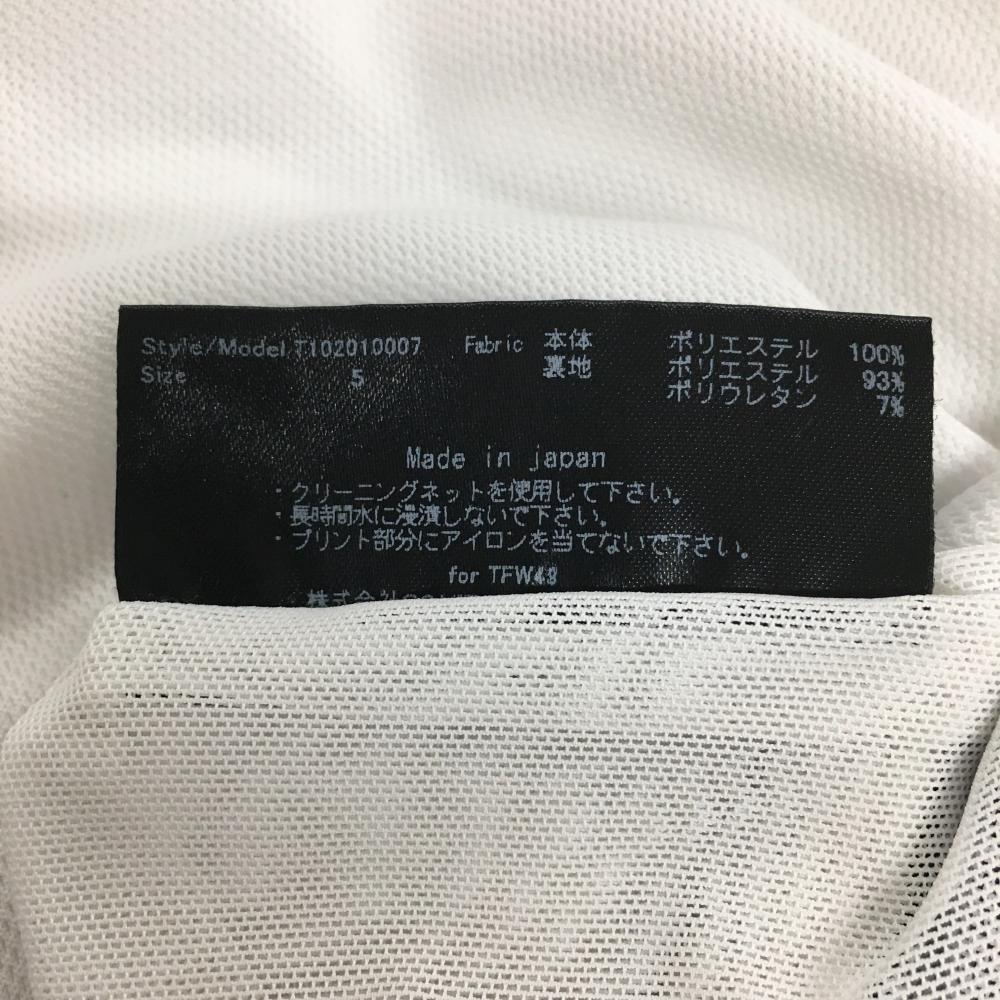 Style/Model T102010007 Fabric 本体 ポリエステル 100%
Size 5 裏地 ポリエステル 93%
ポリウレタン 7%
Made in japan
・クリーニングネットを使用して下さい。
・長時間水に浸漬しないで下さい。
・プリント部分にアイロンを当てないで下さい。
for TFW49
株式会社